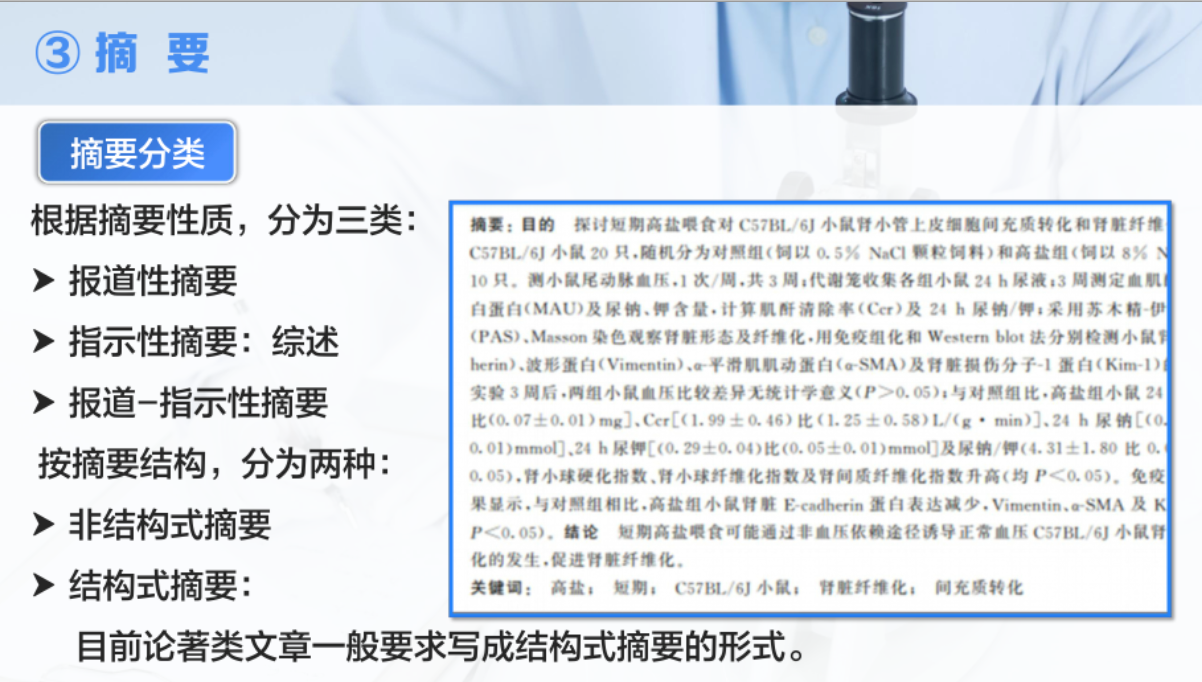 ③ 摘 要
摘要分类
根据摘要性质，分为三类：
➤ 报道性摘要
➤ 指示性摘要：综述
➤ 报道-指示性摘要
按摘要结构，分为两种：
➤ 非结构式摘要
➤ 结构式摘要：
目前论著类文章一般要求写成结构式摘要的形式。
摘要：目的 探讨短期高盐喂食对 C57BL/6J 小鼠肾小管上皮细胞间充质转化和肾脏纤维
C57BL/6J 小鼠 20 只，随机分为对照组(饲以 0.5% NaCl 颗粒饲料)和高盐组(饲以 8% N
10 只。测小鼠尾动脉血压，1 次/周，共 3 周；代谢笼收集各组小鼠 24 h 尿液；3 周测定血肌
白蛋白(MAU)及尿钠、钾含量，计算肌酐清除率(Ccr)及 24 h 尿钠/钾；采用苏木精-伊
(PAS)、Masson 染色观察肾脏形态及纤维化，用免疫组化和 Western blot 法分别检测小鼠肾
herin)、波形蛋白(Vimentin)、α-平滑肌肌动蛋白(α-SMA)及肾脏损伤分子-1 蛋白(Kim-1)
实验 3 周后，两组小鼠血压比较差异无统计学意义(P＞0.05)；与对照组比，高盐组小鼠 24
比(0.07±0.01) mg]、Ccr[(1.99±0.46) 比(1.25±0.58) L/(g·min)]、24 h 尿钠[(0.
0.01)mmol]、24 h 尿钾[(0.29±0.04)比(0.05±0.01)mmol]及尿钠/钾(4.31±1.80 比 0.
0.05)，肾小球硬化指数、肾小球纤维化指数及肾间质纤维化指数升高(均 P＜0.05)。免疫
果显示，与对照组相比，高盐组小鼠肾脏 E-cadherin 蛋白表达减少，Vimentin、α-SMA 及 K
P＜0.05)。结论 短期高盐喂食可能通过非血压依赖途径诱导正常血压 C57BL/6J 小鼠肾
化的发生，促进肾脏纤维化。
关键词： 高盐； 短期； C57BL/6J 小鼠； 肾脏纤维化； 间充质转化